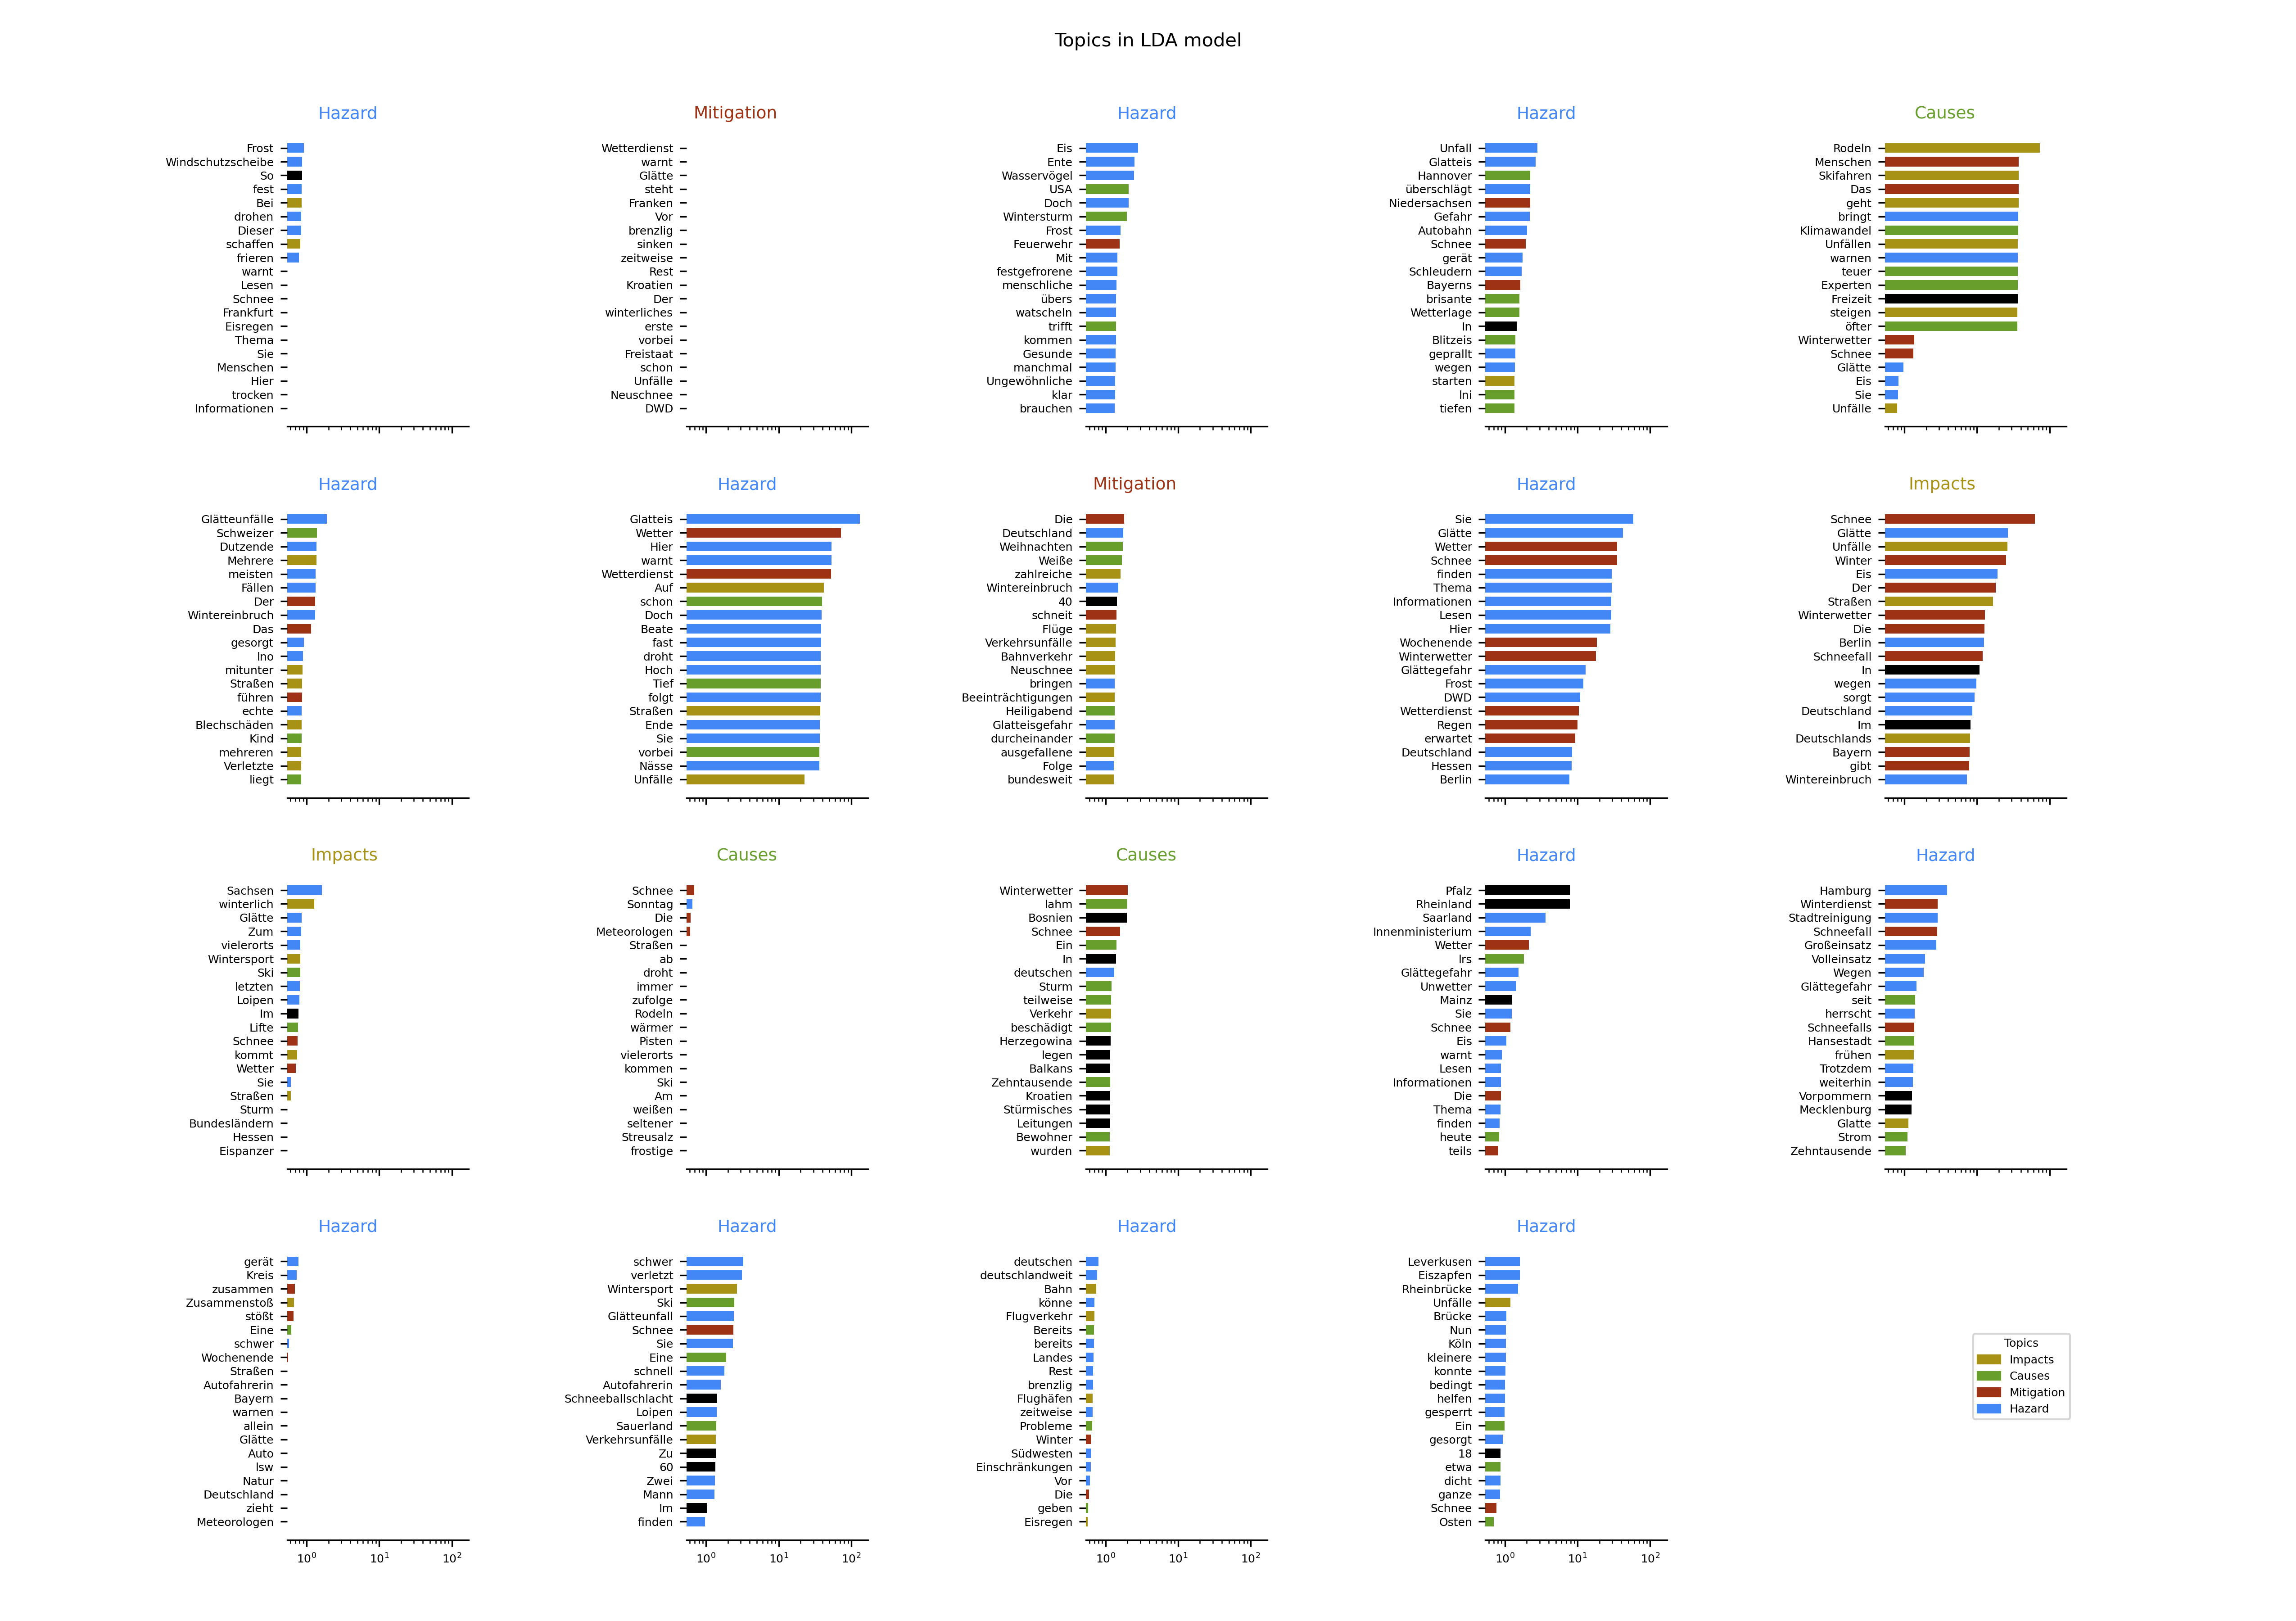 Topics in LDA model
Hazard
Frost
Windschutzscheibe
So
fest
Bei
drohen
Dieser
schaffen
frieren
warnt
Lesen
Schnee
Frankfurt
Eisregen
Thema
Sie
Menschen
Hier
trocken
Informationen
Mitigation
Wetterdienst
warnt
Glätte
steht
Franken
Vor
brenzlig
sinken
zeitweise
Rest
Kroatien
Der
winterliches
erste
vorbei
Freistaat
schon
Unfälle
Neuschnee
DWD
Hazard
Eis
Ente
Wasservögel
USA
Doch
Wintersturm
Frost
Feuerwehr
Mit
festgefrorene
menschliche
übers
watscheln
trifft
kommen
Gesunde
manchmal
Ungewöhnliche
klar
brauchen
Hazard
Unfall
Glatteis
Hannover
überschlägt
Niedersachsen
Gefahr
Autobahn
Schnee
gerät
Schleudern
Bayerns
brisante
Wetterlage
In
Blitzeis
geprallt
wegen
starten
Ini
tiefen
Causes
Rodeln
Menschen
Skifahren
Das
geht
bringt
Klimawandel
Unfällen
warnen
teuer
Experten
Freizeit
steigen
öfter
Winterwetter
Schnee
Glätte
Eis
Sie
Unfälle
Hazard
Glätteunfälle
Schweizer
Dutzende
Mehrere
meisten
Fällen
Der
Wintereinbruch
Das
gesorgt
lno
mitunter
Straßen
führen
echte
Blechschäden
Kind
mehreren
Verletzte
liegt
Hazard
Glatteis
Wetter
Hier
warnt
Wetterdienst
Auf
schon
Doch
Beate
fast
droht
Hoch
Tief
folgt
Straßen
Ende
Sie
vorbei
Nässe
Unfälle
Mitigation
Die
Deutschland
Weihnachten
Weiße
zahlreiche
Wintereinbruch
40
schneit
Flüge
Verkehrsunfälle
Bahnverkehr
Neuschnee
bringen
Beeinträchtigungen
Heiligabend
Glatteisgefahr
durcheinander
ausgefallene
Folge
bundesweit
Hazard
Sie
Glätte
Wetter
Schnee
finden
Thema
Informationen
Lesen
Hier
Wochenende
Winterwetter
Glättegefahr
Frost
DWD
Wetterdienst
Regen
erwartet
Deutschland
Hessen
Berlin
Impacts
Schnee
Glätte
Unfälle
Winter
Eis
Der
Straßen
Winterwetter
Die
Berlin
Schneefall
In
wegen
sorgt
Deutschland
Im
Deutschlands
Bayern
gibt
Wintereinbruch
Impacts
Sachsen
winterlich
Glätte
Zum
vielerorts
Wintersport
Ski
letzten
Loipen
Im
Lifte
Schnee
kommt
Wetter
Sie
Straßen
Sturm
Bundesländern
Hessen
Eispanzer
Causes
Schnee
Sonntag
Die
Meteorologen
Straßen
ab
droht
immer
zufolge
Rodeln
wärmer
Pisten
vielerorts
kommen
Ski
Am
weißen
seltener
Streusalz
frostige
Causes
Winterwetter
lahm
Bosnien
Schnee
Ein
In
deutschen
Sturm
teilweise
Verkehr
beschädigt
Herzegowina
legen
Balkans
Zehntausende
Kroatien
Stürmisches
Leitungen
Bewohner
wurden
Hazard
Pfalz
Rheinland
Saarland
Innenministerium
Wetter
lrs
Glättegefahr
Unwetter
Mainz
Sie
Schnee
Eis
warnt
Lesen
Informationen
Die
Thema
finden
heute
teils
Hazard
Hamburg
Winterdienst
Stadtreinigung
Schneefall
Großeinsatz
Volleinsatz
Wegen
Glättegefahr
seit
herrscht
Schneefalls
Hansestadt
frühen
Trotzdem
weiterhin
Vorpommern
Mecklenburg
Glatte
Strom
Zehntausende
Hazard
gerät
Kreis
zusammen
Zusammenstoß
stößt
Eine
schwer
Wochenende
Straßen
Autofahrerin
Bayern
warnen
allein
Glätte
Auto
lsw
Natur
Deutschland
zieht
Meteorologen
10⁰ 10¹ 10²
Hazard
schwer
verletzt
Wintersport
Ski
Glätteunfall
Schnee
Sie
Eine
schnell
Autofahrerin
Schneeballschlacht
Loipen
Sauerland
Verkehrsunfälle
Zu
60
Zwei
Mann
Im
finden
10⁰ 10¹ 10²
Hazard
deutschen
deutschlandweit
Bahn
könne
Flugverkehr
Bereits
bereits
Landes
Rest
brenzlig
Flughäfen
zeitweise
Probleme
Winter
Südwesten
Einschränkungen
Vor
Die
geben
Eisregen
10⁰ 10¹ 10²
Hazard
Leverkusen
Eiszapfen
Rheinbrücke
Unfälle
Brücke
Nun
Köln
kleinere
konnte
bedingt
helfen
gesperrt
Ein
gesorgt
18
etwa
dicht
ganze
Schnee
Osten
10⁰ 10¹ 10²
Topics
Impacts
Causes
Mitigation
Hazard